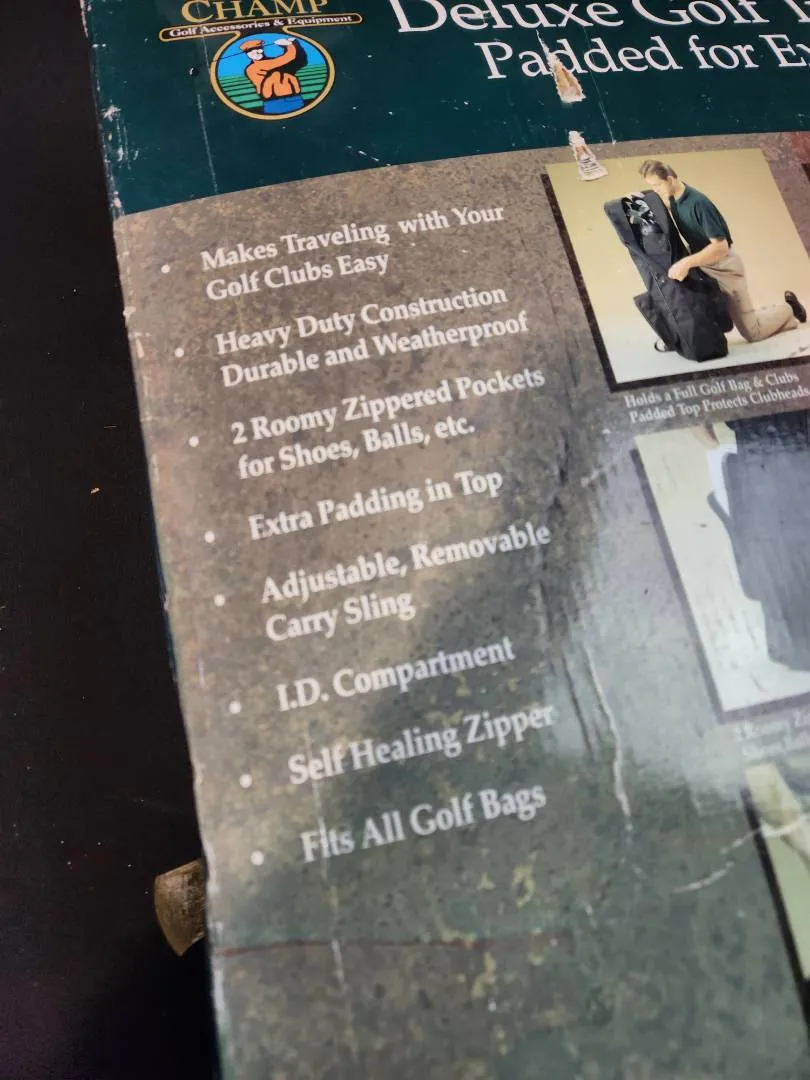 CHAMP
Golf Accessories & Equipment
Deluxe Golf
Padded for
• Makes Traveling with Your
Golf Clubs Easy
• Heavy Duty Construction
Durable and Weatherproof
• 2 Roomy Zippered Pockets
for Shoes, Balls, etc.
• Extra Padding in Top
• Adjustable, Removable
Carry Sling
• I.D. Compartment
• Self Healing Zipper
• Fits All Golf Bags
Holds a Full Golf Bag & Clubs
Padded Top Protects Clubheads